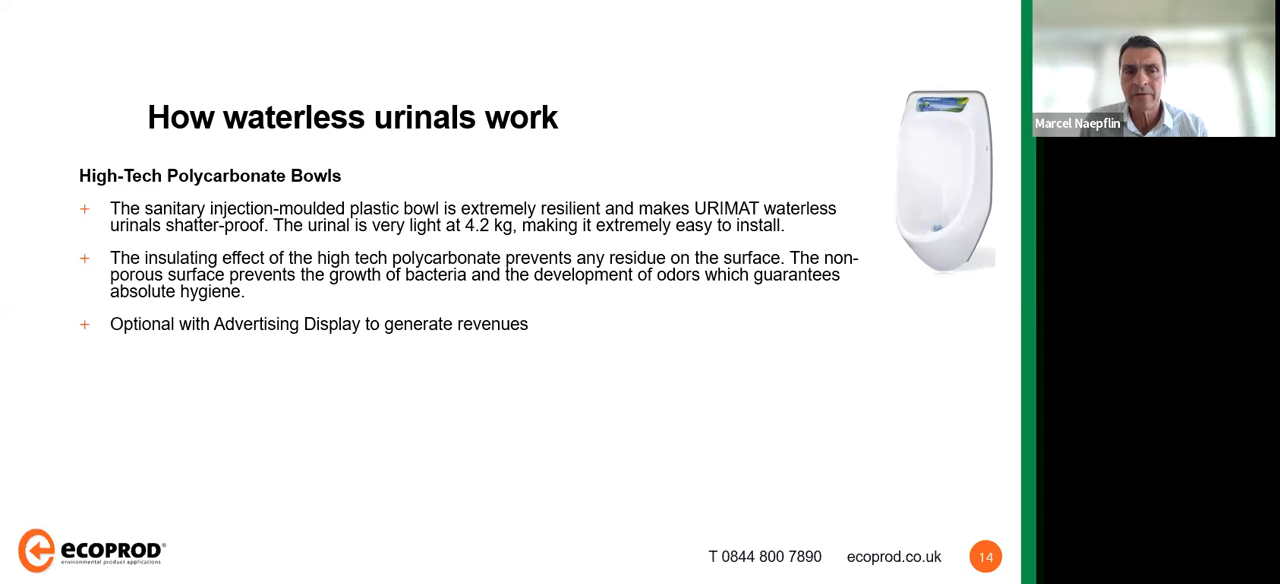 How waterless urinals work
High-Tech Polycarbonate Bowls
+ The sanitary injection-moulded plastic bowl is extremely resilient and makes URIMAT waterless
urinals shatter-proof. The urinal is very light at 4.2 kg, making it extremely easy to install.
+ The insulating effect of the high tech polycarbonate prevents any residue on the surface. The non-
porous surface prevents the growth of bacteria and the development of odors which guarantees
absolute hygiene.
+ Optional with Advertising Display to generate revenues
Marcel Naepflin
ECOPROD®
environmental product applications
T 0844 800 7890 ecoprod.co.uk 14